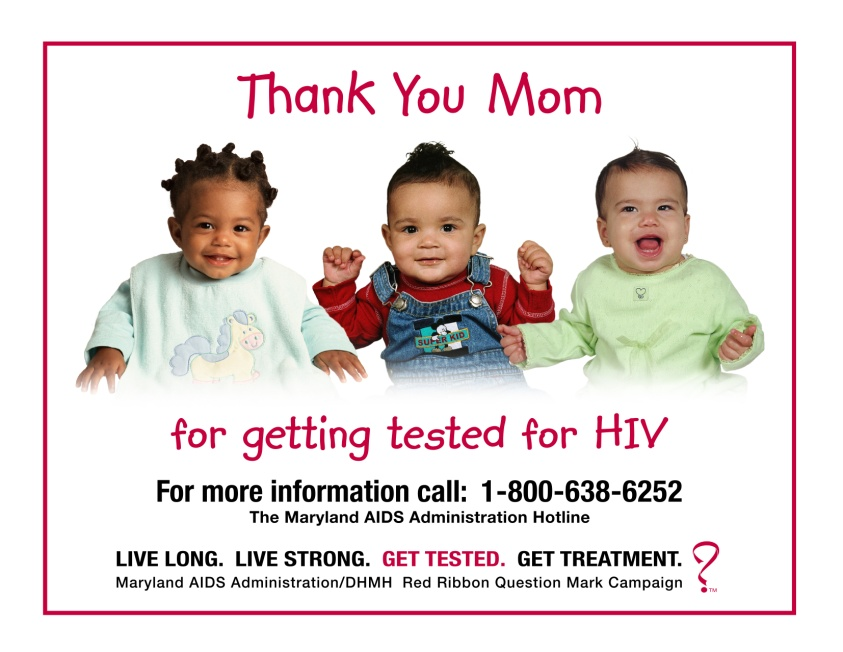 Thank You Mom
SUPER KID
for getting tested for HIV
For more information call: 1-800-638-6252
The Maryland AIDS Administration Hotline
LIVE LONG. LIVE STRONG. GET TESTED. GET TREATMENT.
Maryland AIDS Administration/DHMH Red Ribbon Question Mark Campaign
?™